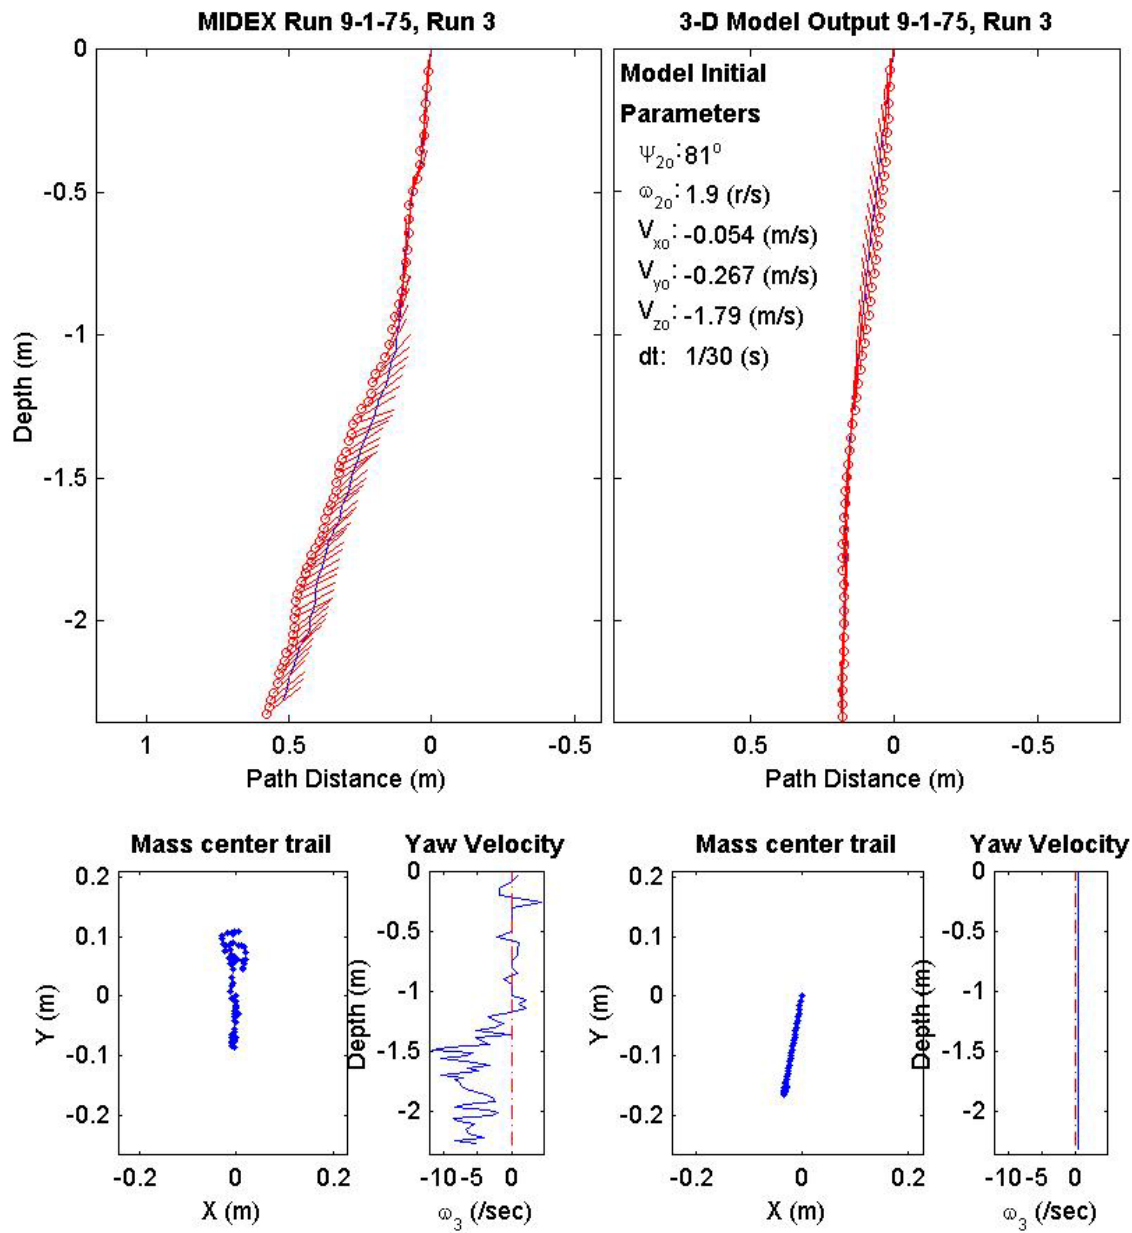 MIDEX Run 9-1-75, Run 3
0
-0.5
-1
-1.5
-2
Depth (m)
1 0.5 0 -0.5
Path Distance (m)
3-D Model Output 9-1-75, Run 3
Model Initial
Parameters
Ψ2o: 81o
ω2o: 1.9 (r/s)
Vxo: -0.054 (m/s)
Vyo: -0.267 (m/s)
Vzo: -1.79 (m/s)
dt: 1/30 (s)
0.5 0 -0.5
Path Distance (m)
Mass center trail
0.2
0.1
0
-0.1
-0.2
Y (m)
-0.2 0 0.2
X (m)
Yaw Velocity
0
-0.5
-1
-1.5
-2
Depth (m)
-10 -5 0
ω3 (/sec)
Mass center trail
0.2
0.1
0
-0.1
-0.2
Y (m)
-0.2 0 0.2
X (m)
Yaw Velocity
0
-0.5
-1
-1.5
-2
Depth (m)
-10 -5 0
ω3 (/sec)